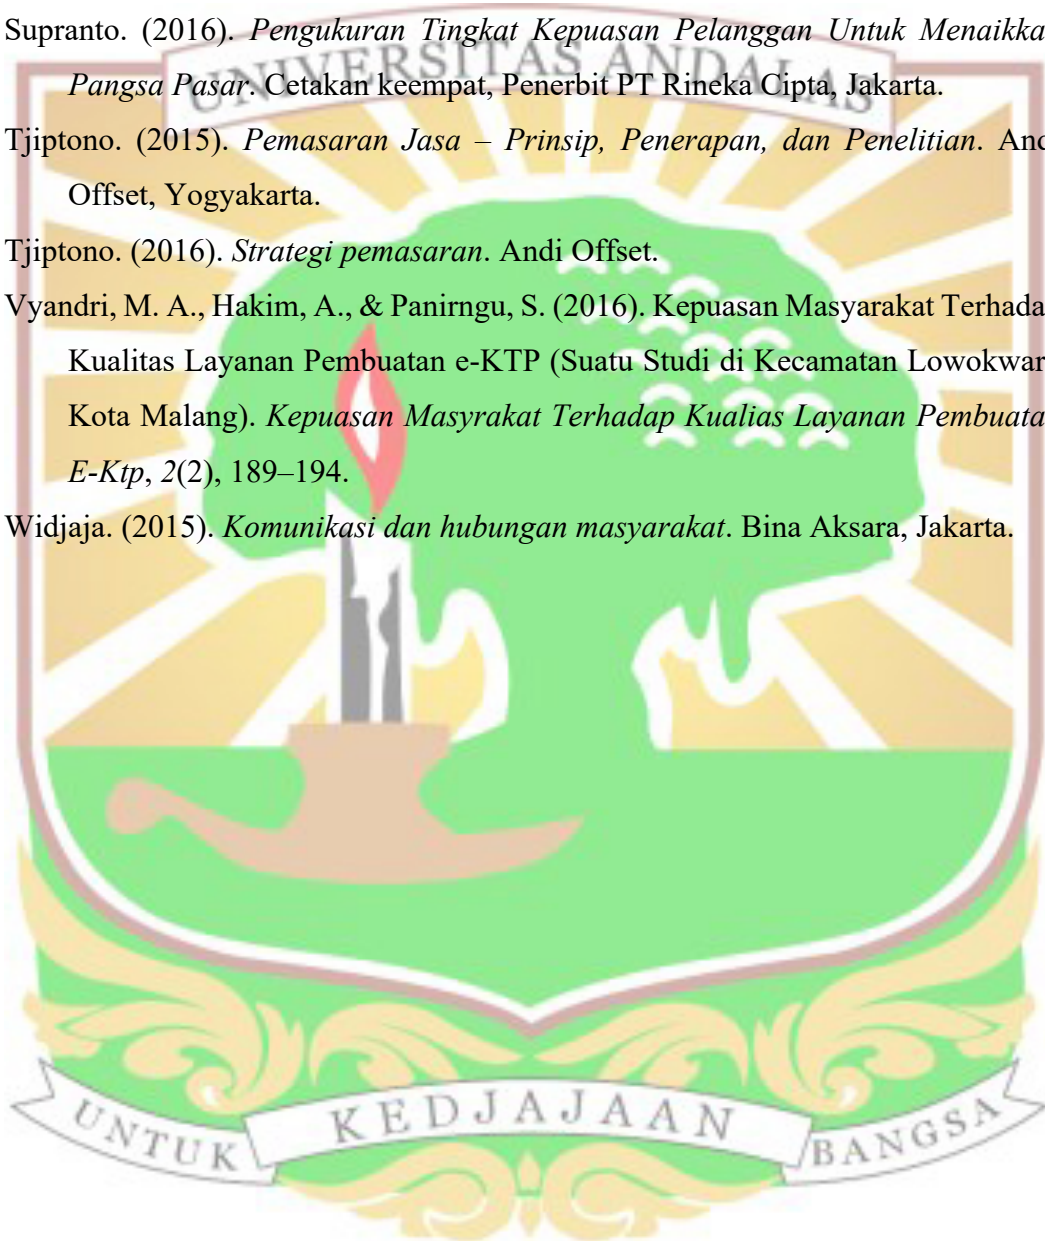 Supranto. (2016). Pengukuran Tingkat Kepuasan Pelanggan Untuk Menaikka
UNIVERSITAS ANDALAS
Pangsa Pasar. Cetakan keempat, Penerbit PT Rineka Cipta, Jakarta.
Tjiptono. (2015). Pemasaran Jasa – Prinsip, Penerapan, dan Penelitian. And
Offset, Yogyakarta.
Tjiptono. (2016). Strategi pemasaran. Andi Offset.
Vyandri, M. A., Hakim, A., & Panirngu, S. (2016). Kepuasan Masyarakat Terhada
Kualitas Layanan Pembuatan e-KTP (Suatu Studi di Kecamatan Lowokwar
Kota Malang). Kepuasan Masyrakat Terhadap Kualias Layanan Pembuata
E-Ktp, 2(2), 189–194.
Widjaja. (2015). Komunikasi dan hubungan masyarakat. Bina Aksara, Jakarta.
UNTUK KEDJAJAAN BANGSA